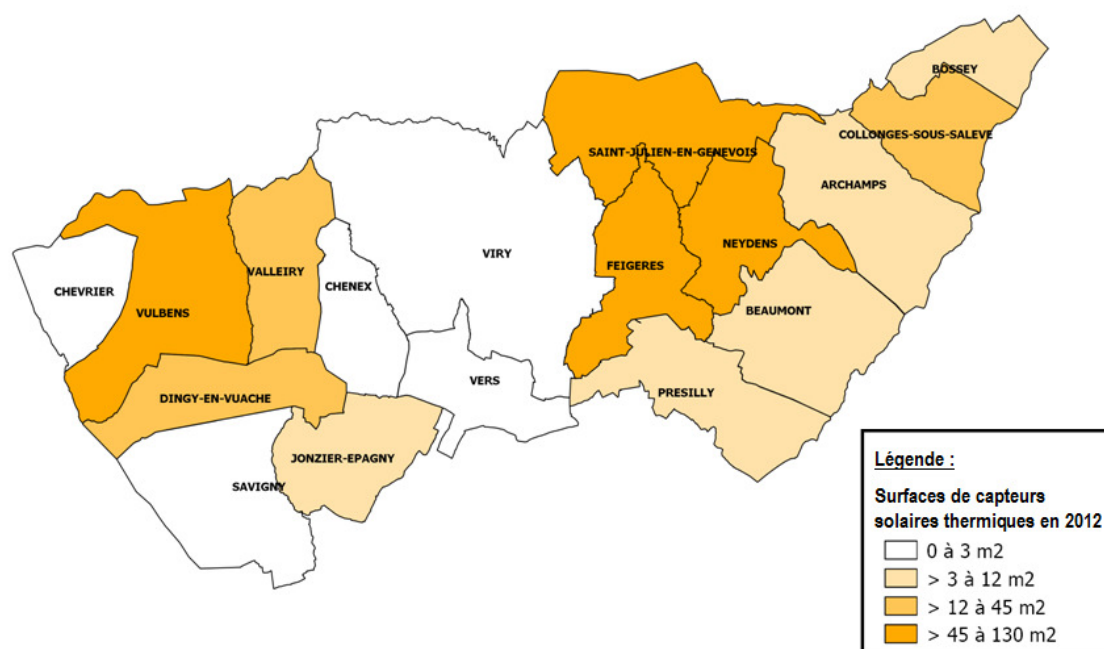 BOSSEY
COLLONGES-SOUS-SALEVE
SAINT-JULIEN-EN-GENEVOIS
ARCHAMPS
NEYDENS
VIRY
FEIGERES
VALLEIRY
CHENEX
CHEVRIER
VULBENS
BEAUMONT
VERS
PRESILLY
DINGY-EN-VUACHE
JONZIER-EPAGNY
SAVIGNY
Légende :
Surfaces de capteurs
solaires thermiques en 2012
0 à 3 m2
> 3 à 12 m2
> 12 à 45 m2
> 45 à 130 m2